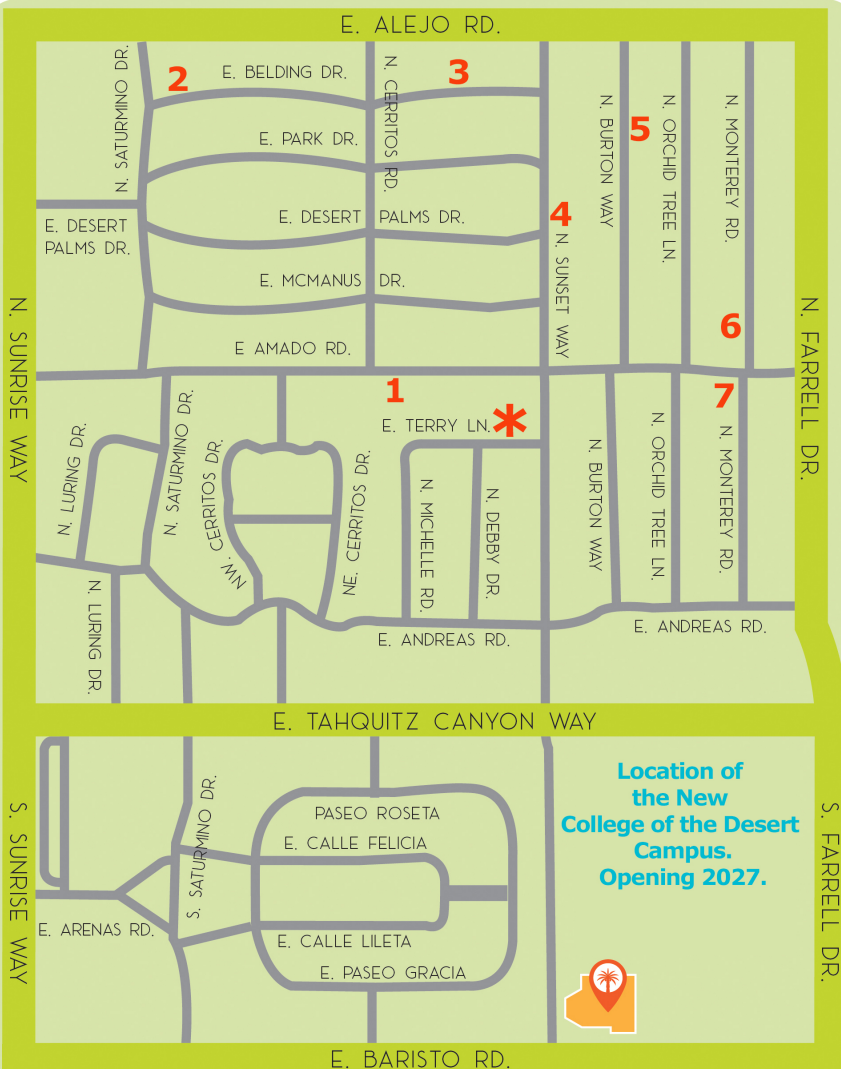 E. ALEJO RD.
N. SATURMINO DR.
2
E. BELDING DR.
N. CERRITOS RD.
3
E. PARK DR.
N. BURTON WAY
5
N. ORCHID TREE LN.
N. MONTEREY RD.
E. DESERT
PALMS DR.
E. DESERT PALMS DR.
4
N. SUNSET WAY
E. MCMANUS DR.
6
E AMADO RD.
N. SUNRISE WAY
N. FARRELL DR.
1
E. TERRY LN.
*
7
N. LURING DR.
N. SATURMINO DR.
NW. CERRITOS DR.
NE. CERRITOS DR.
N. MICHELLE RD.
N. DEBBY DR.
N. BURTON WAY
N. ORCHID TREE LN.
N. MONTEREY RD.
N. LURING DR.
E. ANDREAS RD.
E. ANDREAS RD.
E. TAHQUITZ CANYON WAY
S. SUNRISE WAY
S. SATURMINO DR.
PASEO ROSETA
E. CALLE FELICIA
E. ARENAS RD.
E. CALLE LILETA
E. PASEO GRACIA
Location of
the New
College of the Desert
Campus.
Opening 2027.
S. FARRELL DR.
E. BARISTO RD.